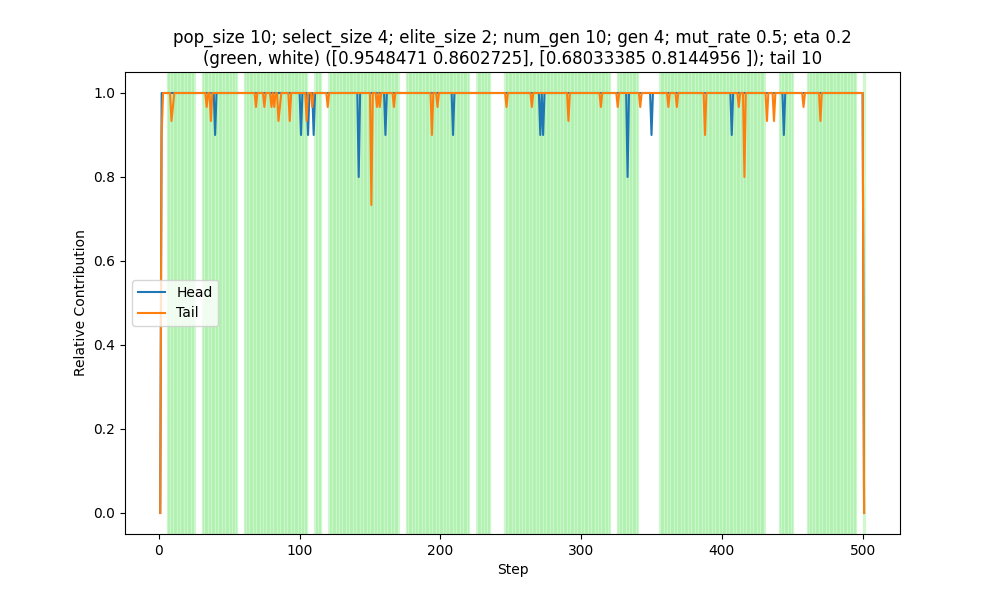 pop_size 10; select_size 4; elite_size 2; num_gen 10; gen 4; mut_rate 0.5; eta 0.2
(green, white) ([0.9548471 0.8602725], [0.68033385 0.8144956 ]); tail 10
1.0
0.8
0.6
0.4
0.2
0.0
Relative Contribution
Head
Tail
0
100
200
300
400
500
Step